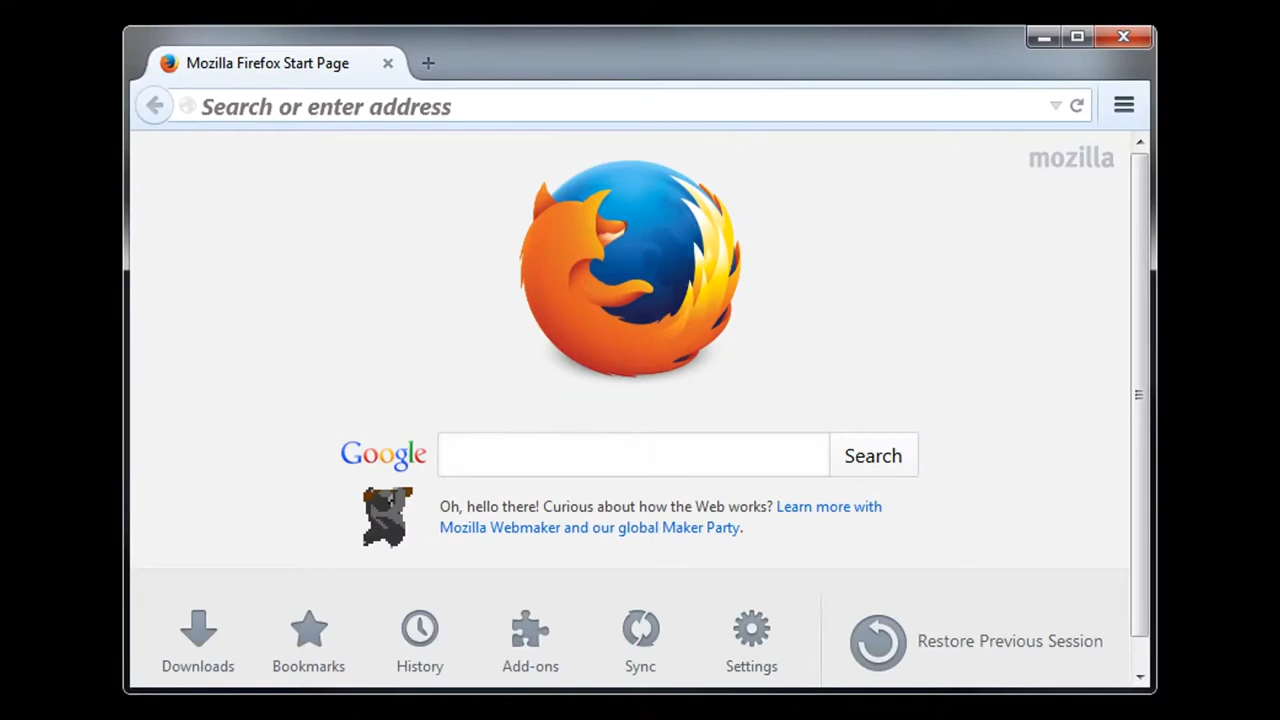 Mozilla Firefox Start Page
Search or enter address
mozilla
Google
Search
Oh, hello there! Curious about how the Web works? Learn more with
Mozilla Webmaker and our global Maker Party.
Downloads
Bookmarks
History
Add-ons
Sync
Settings
Restore Previous Session